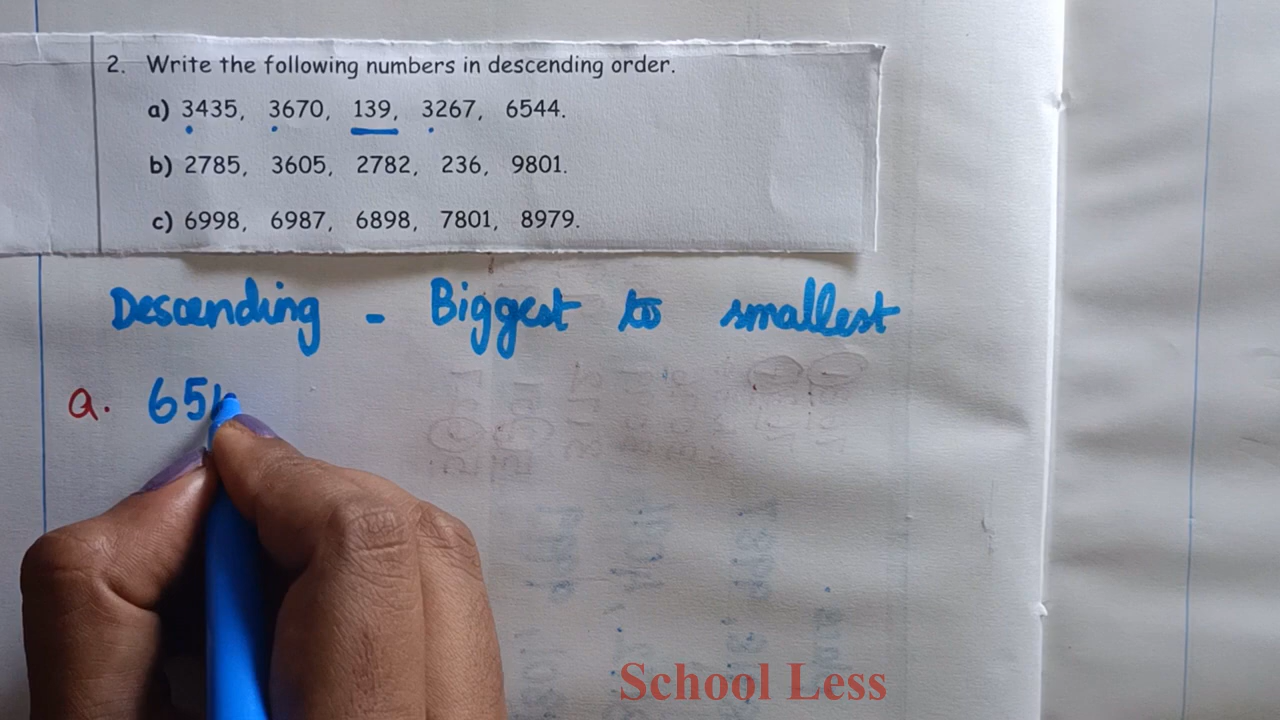 2. Write the following numbers in descending order.
a) 3435, 3670, 139, 3267, 6544.
b) 2785, 3605, 2782, 236, 9801.
c) 6998, 6987, 6898, 7801, 8979.
Descending - Biggest to smallest
a. 654
School Less